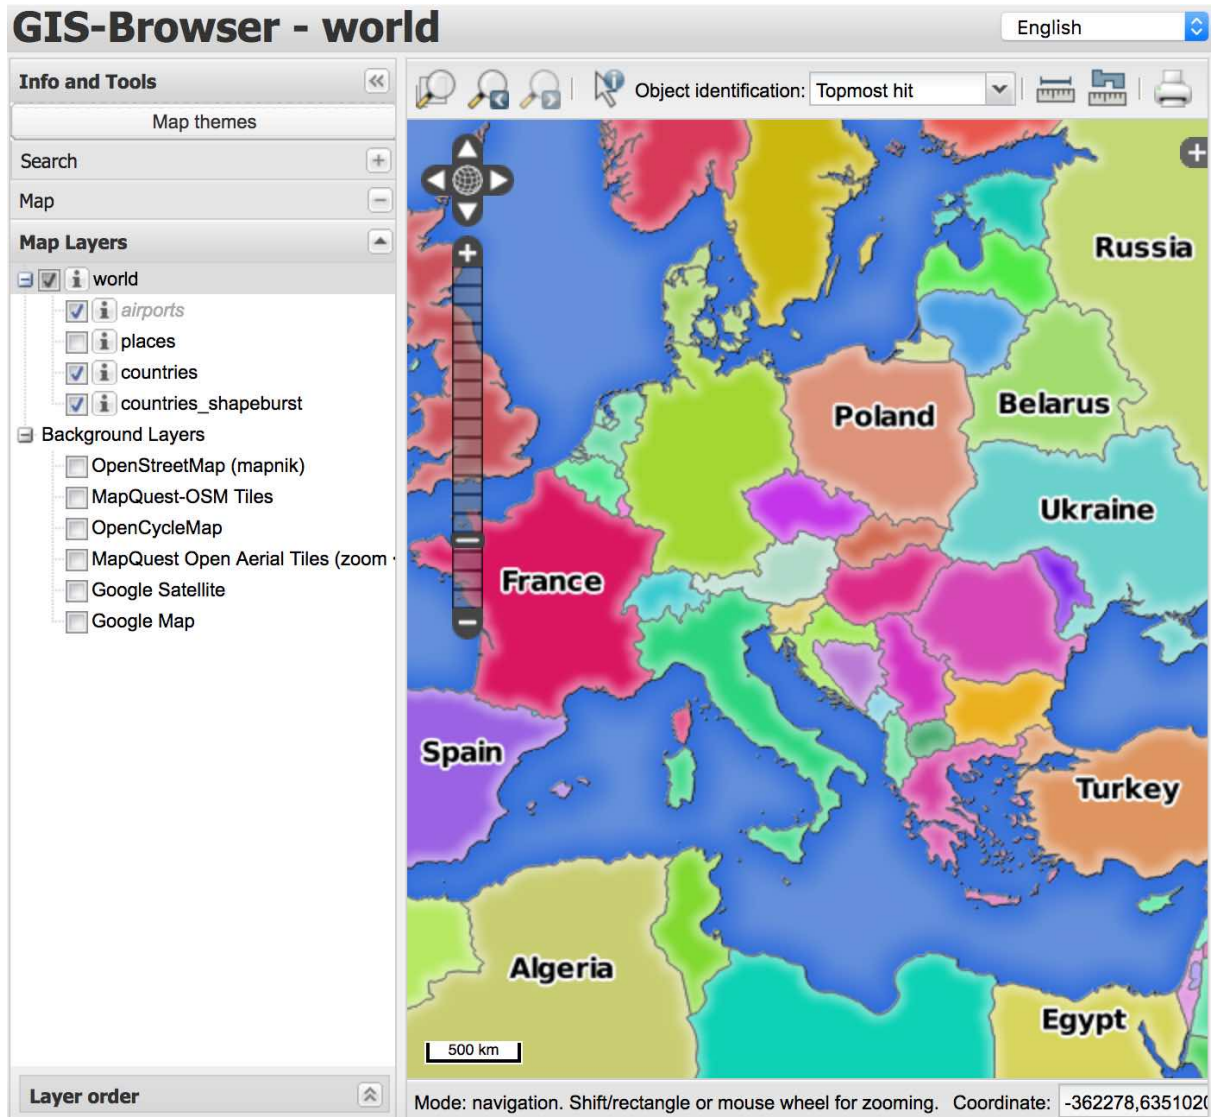 GIS-Browser - world
English
Info and Tools
Map themes
Search
Map
Map Layers
world
airports
places
countries
countries_shapeburst
Background Layers
OpenStreetMap (mapnik)
MapQuest-OSM Tiles
OpenCycleMap
MapQuest Open Aerial Tiles (zoom
Google Satellite
Google Map
Layer order
Object identification: Topmost hit
Russia
Belarus
Poland
Ukraine
France
Spain
Turkey
Algeria
Egypt
500 km
Mode: navigation. Shift/rectangle or mouse wheel for zooming. Coordinate: -362278,6351020